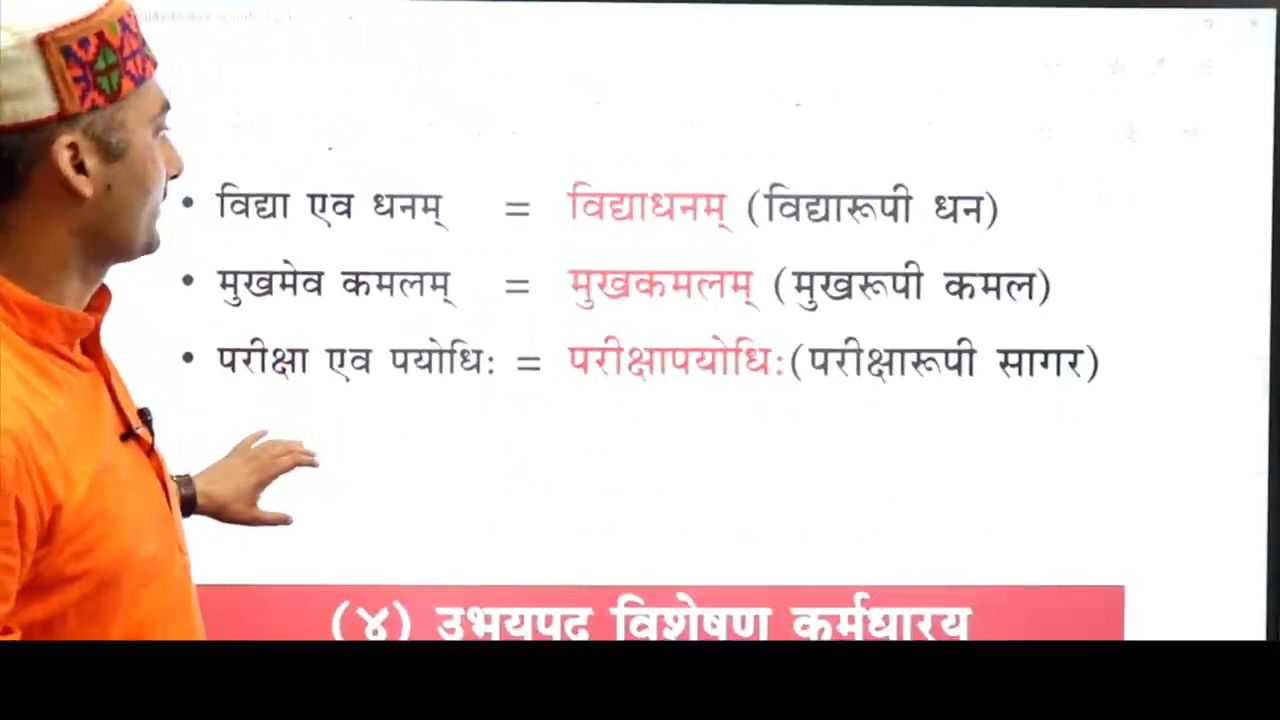 • विद्या एव धनम् = विद्याधनम् (विद्यारूपी धन)
• मुखमेव कमलम् = मुखकमलम् (मुखरूपी कमल)
• परीक्षा एव पयोधिः = परीक्षापयोधिः (परीक्षारूपी सागर)
(४) उभयपद विशेषण कर्मधारय